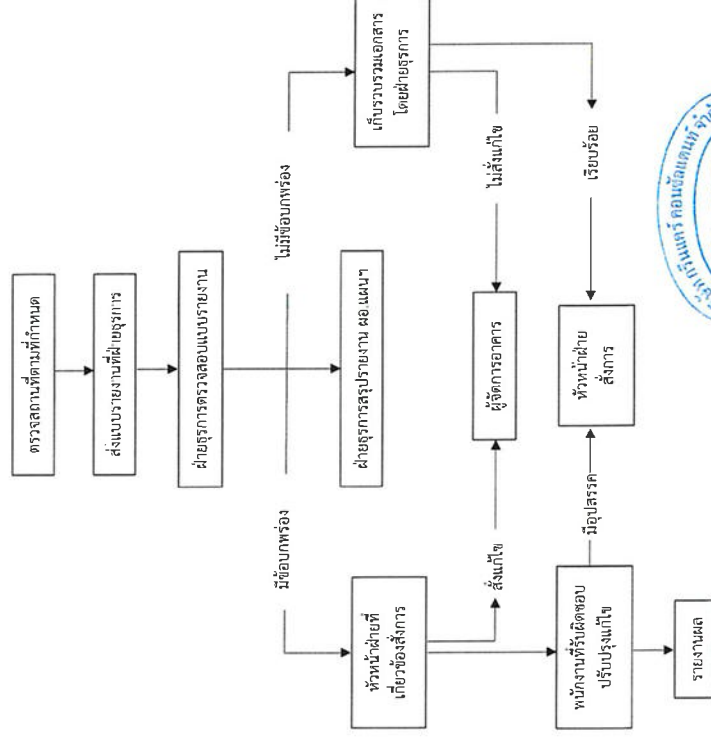 ตรวจสถานที่ตามที่กำหนด
ส่งแบบรายงานที่ฝ่ายธุรการ
ฝ่ายธุรการตรวจสอบแบบรายงาน
มีข้อบกพร่อง
ไม่มีข้อบกพร่อง
หัวหน้าฝ่ายที่
เกี่ยวข้องสั่งการ
ฝ่ายธุรการสรุปรายงาน ผอ.แผนฯ
เก็บรวบรวมเอกสาร
โดยฝ่ายธุรการ
สั่งแก้ไข
ผู้จัดการอาคาร
ไม่สั่งแก้ไข
พนักงานที่รับผิดชอบ
ปรับปรุงแก้ไข
มีอุปสรรค
หัวหน้าฝ่าย
สั่งการ
เรียบร้อย
รายงานผล
คอนซัลแตนท์